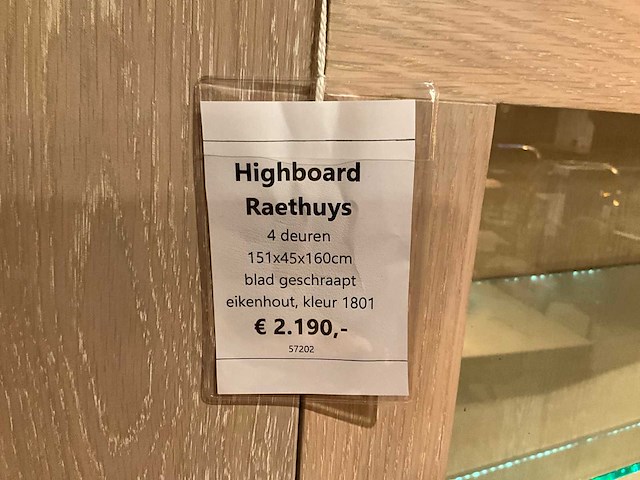 Highboard
Raethuys
4 deuren
151x45x160cm
blad geschraapt
eikenhout, kleur 1801
€ 2.190,-
57202